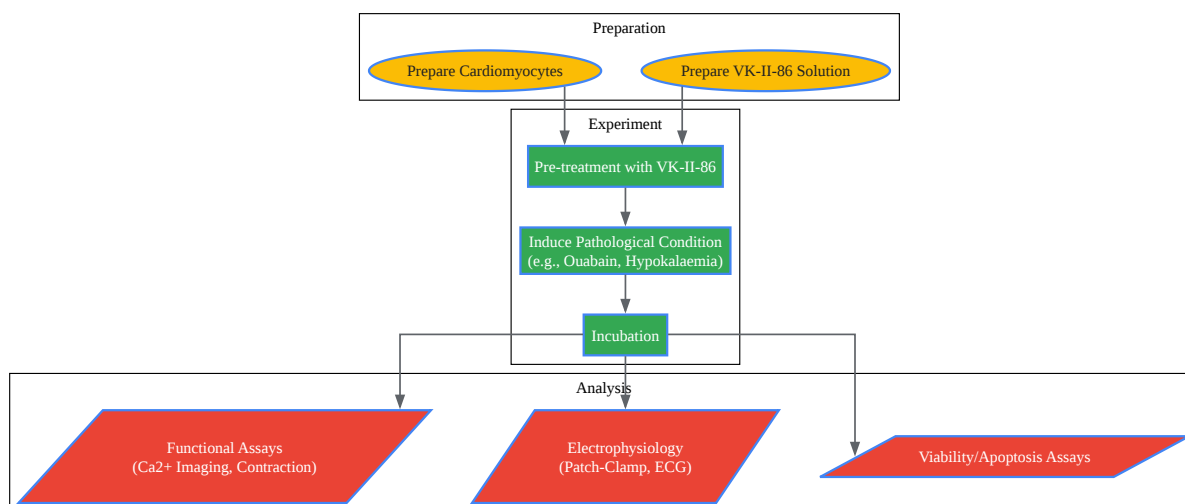 Preparation
Prepare Cardiomyocytes
Prepare VK-II-86 Solution
Experiment
Pre-treatment with VK-II-86
Induce Pathological Condition
(e.g., Ouabain, Hypokalaemia)
Incubation
Analysis
Functional Assays
(Ca2+ Imaging, Contraction)
Electrophysiology
(Patch-Clamp, ECG)
Viability/Apoptosis Assays